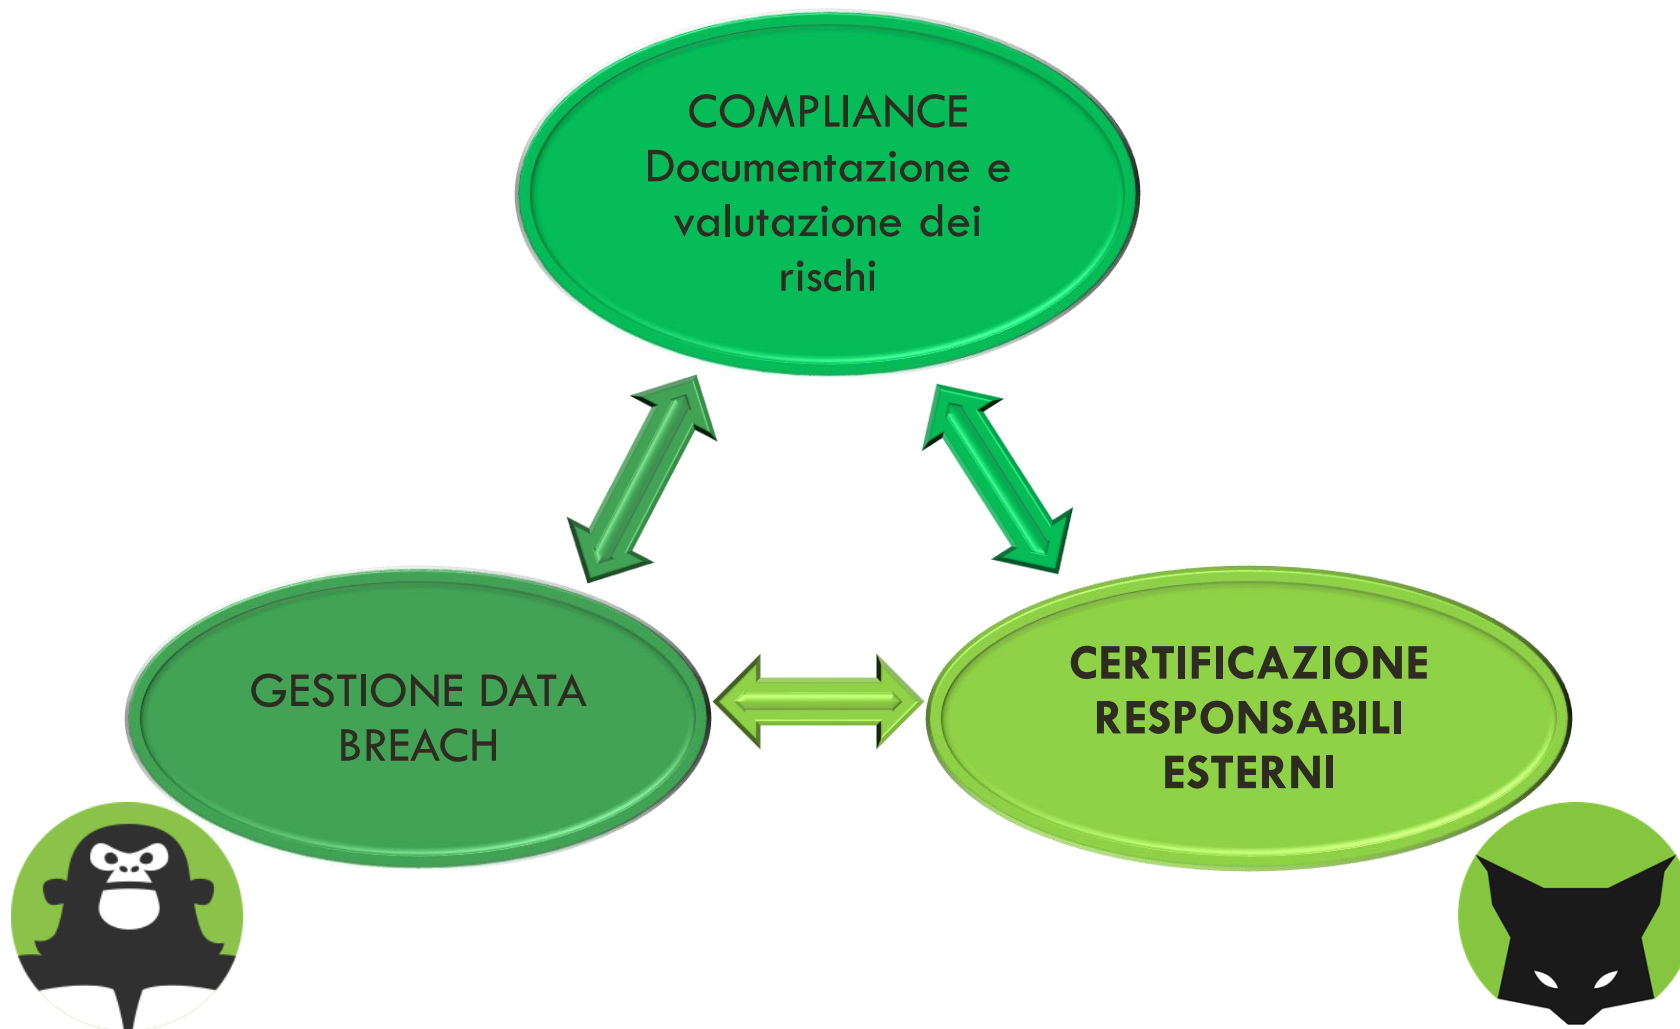 COMPLIANCE
Documentazione e
valutazione dei
rischi
GESTIONE DATA
BREACH
CERTIFICAZIONE
RESPONSABILI
ESTERNI